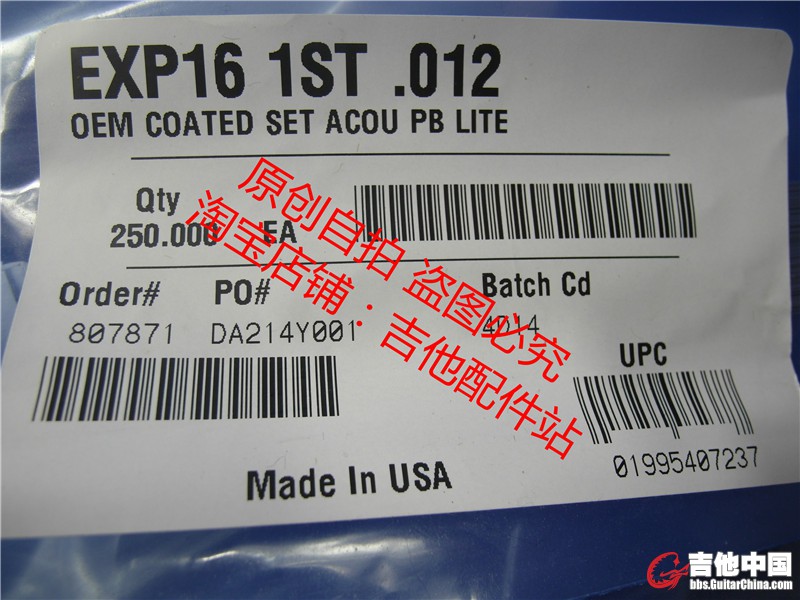 EXP16 1ST .012
OEM COATED SET ACOU PB LITE
Qty
250.000 EA
Order# PO# Batch Cd
807871 DA214Y001 4D14
UPC
01995407237
Made In USA
原创自拍 盗图必究
淘宝店铺：吉他配件站
吉他中国
bbs.GuitarChina.com